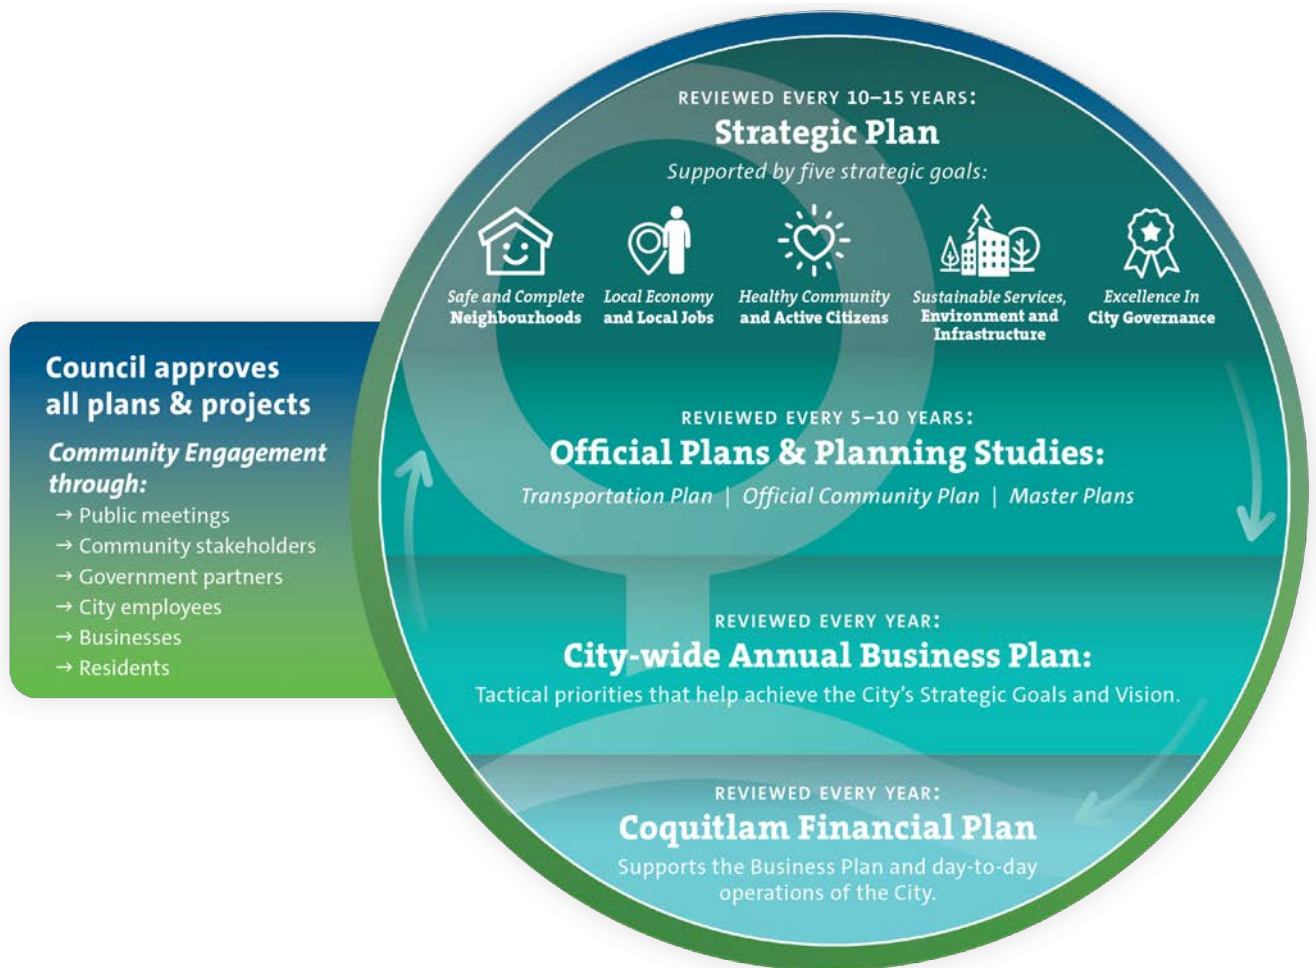 REVIEWED EVERY 10–15 YEARS:
Strategic Plan
Supported by five strategic goals:
Safe and Complete
Neighbourhoods
Local Economy
and Local Jobs
Healthy Community
and Active Citizens
Sustainable Services,
Environment and
Infrastructure
Excellence In
City Governance
Council approves
all plans & projects
Community Engagement
through:
→ Public meetings
→ Community stakeholders
→ Government partners
→ City employees
→ Businesses
→ Residents
REVIEWED EVERY 5–10 YEARS:
Official Plans & Planning Studies:
Transportation Plan | Official Community Plan | Master Plans
REVIEWED EVERY YEAR:
City-wide Annual Business Plan:
Tactical priorities that help achieve the City's Strategic Goals and Vision.
REVIEWED EVERY YEAR:
Coquitlam Financial Plan
Supports the Business Plan and day-to-day
operations of the City.